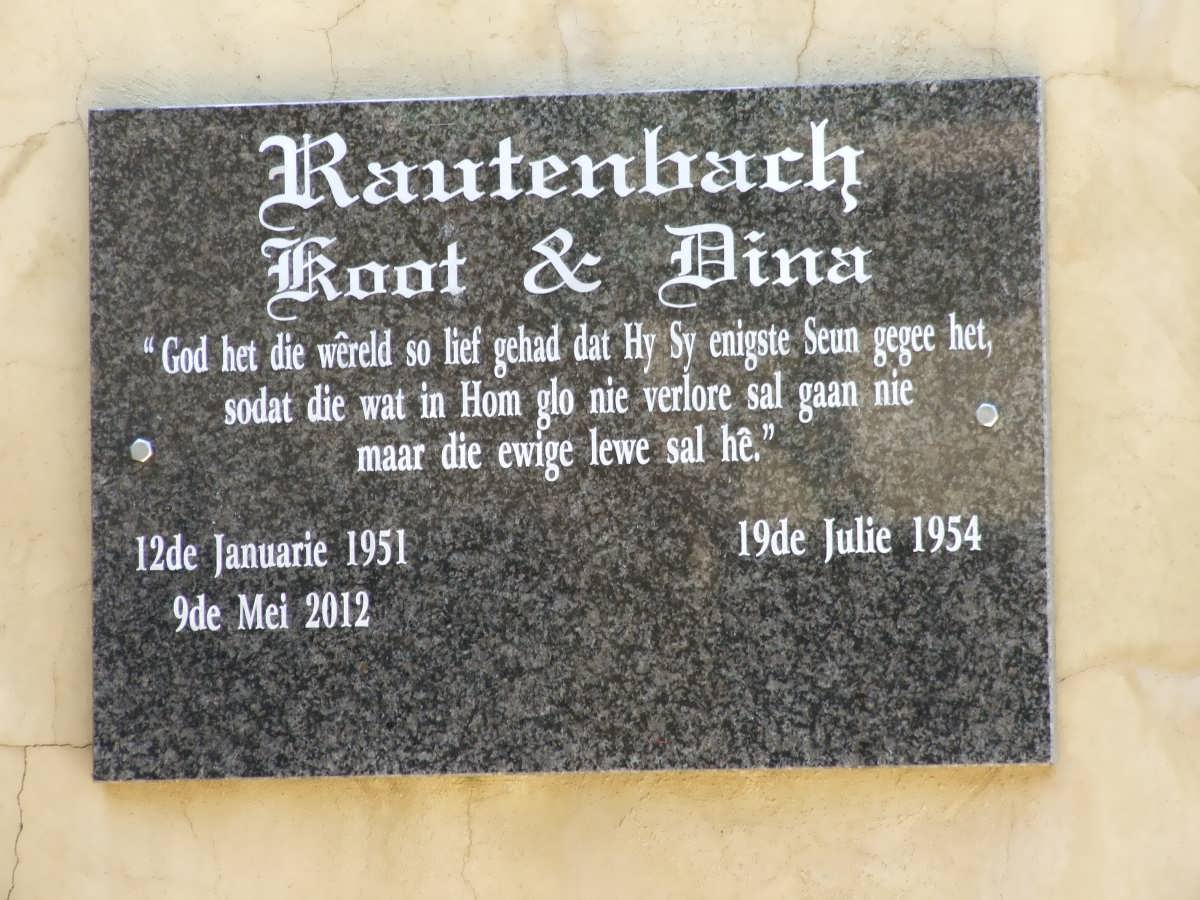 Rautenbach
Koot & Dina
“God het die wêreld so lief gehad dat Hy Sy enigste Seun gegee het,
sodat die wat in Hom glo nie verlore sal gaan nie
maar die ewige lewe sal hê.”
12de Januarie 1951 19de Julie 1954
9de Mei 2012